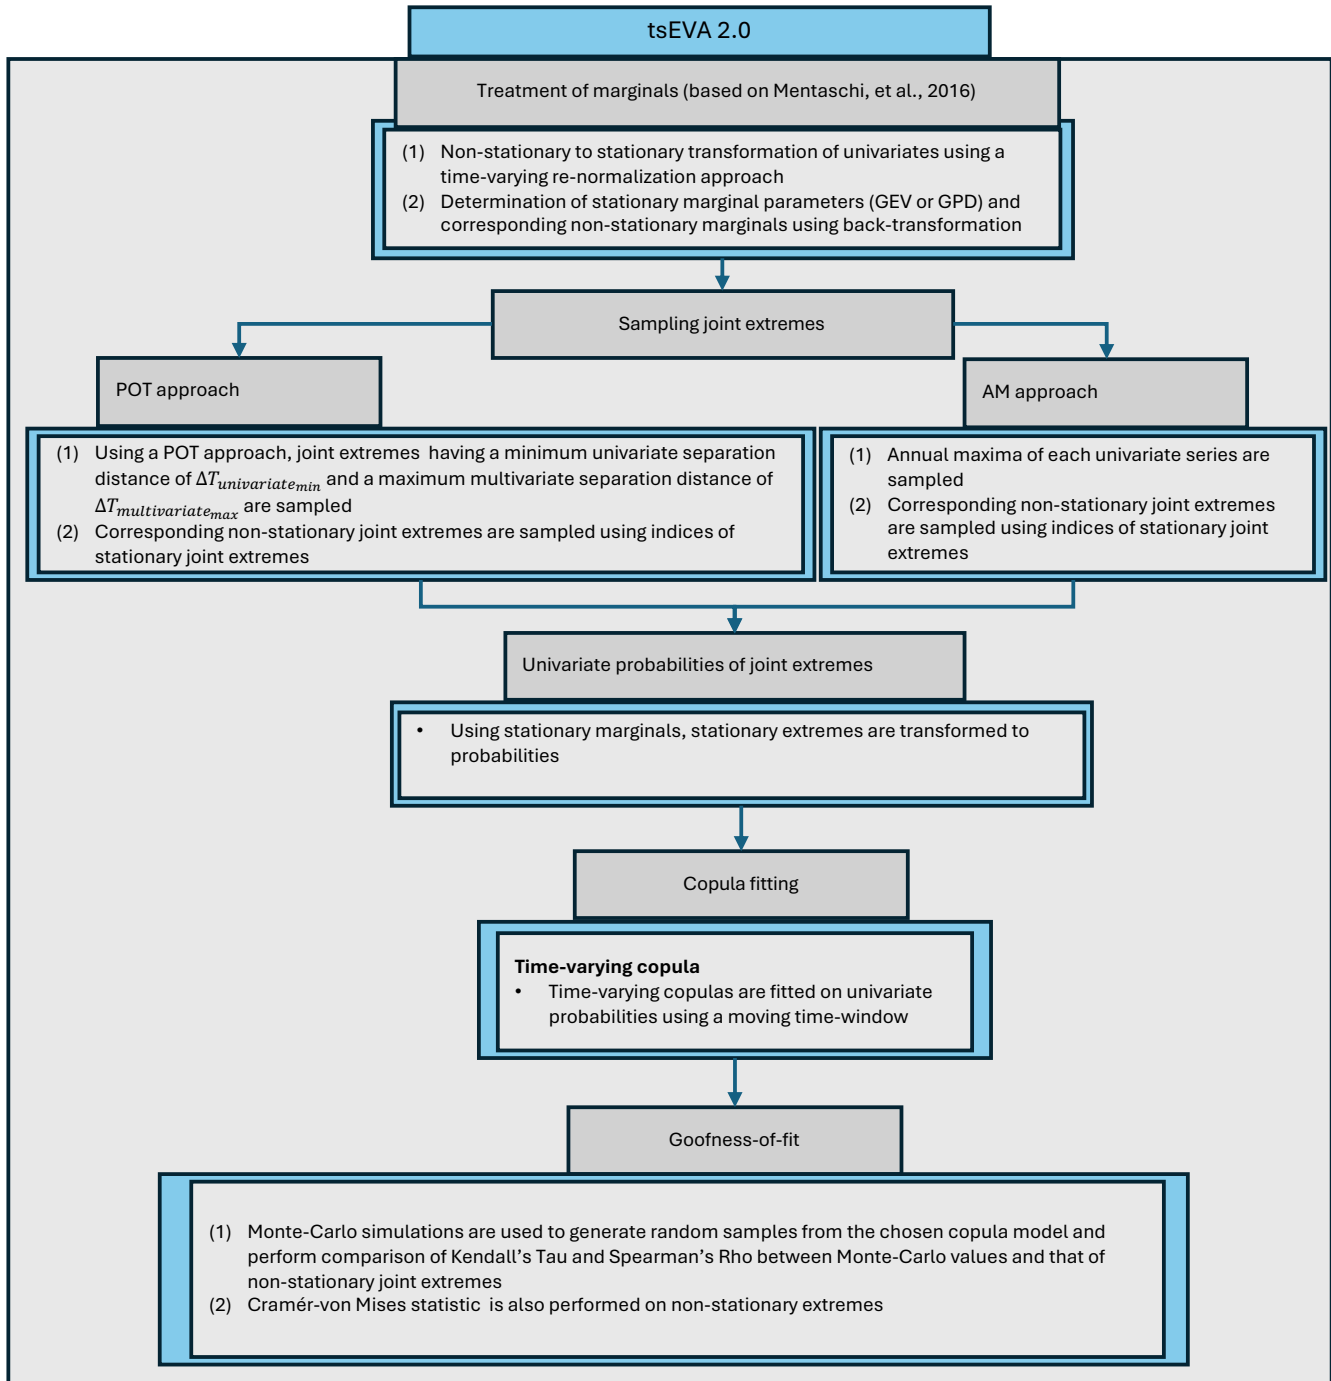 tsEVA 2.0
Treatment of marginals (based on Mentaschi, et al., 2016)
(1) Non-stationary to stationary transformation of univariates using a
time-varying re-normalization approach
(2) Determination of stationary marginal parameters (GEV or GPD) and
corresponding non-stationary marginals using back-transformation
Sampling joint extremes
POT approach
(1) Using a POT approach, joint extremes having a minimum univariate separation
distance of ΔT_{univariate_{min}} and a maximum multivariate separation distance of
ΔT_{multivariate_{max}} are sampled
(2) Corresponding non-stationary joint extremes are sampled using indices of
stationary joint extremes
AM approach
(1) Annual maxima of each univariate series are
sampled
(2) Corresponding non-stationary joint extremes
are sampled using indices of stationary joint
extremes
Univariate probabilities of joint extremes
• Using stationary marginals, stationary extremes are transformed to
probabilities
Copula fitting
Time-varying copula
• Time-varying copulas are fitted on univariate
probabilities using a moving time-window
Goofness-of-fit
(1) Monte-Carlo simulations are used to generate random samples from the chosen copula model and
perform comparison of Kendall’s Tau and Spearman’s Rho between Monte-Carlo values and that of
non-stationary joint extremes
(2) Cramér-von Mises statistic is also performed on non-stationary extremes